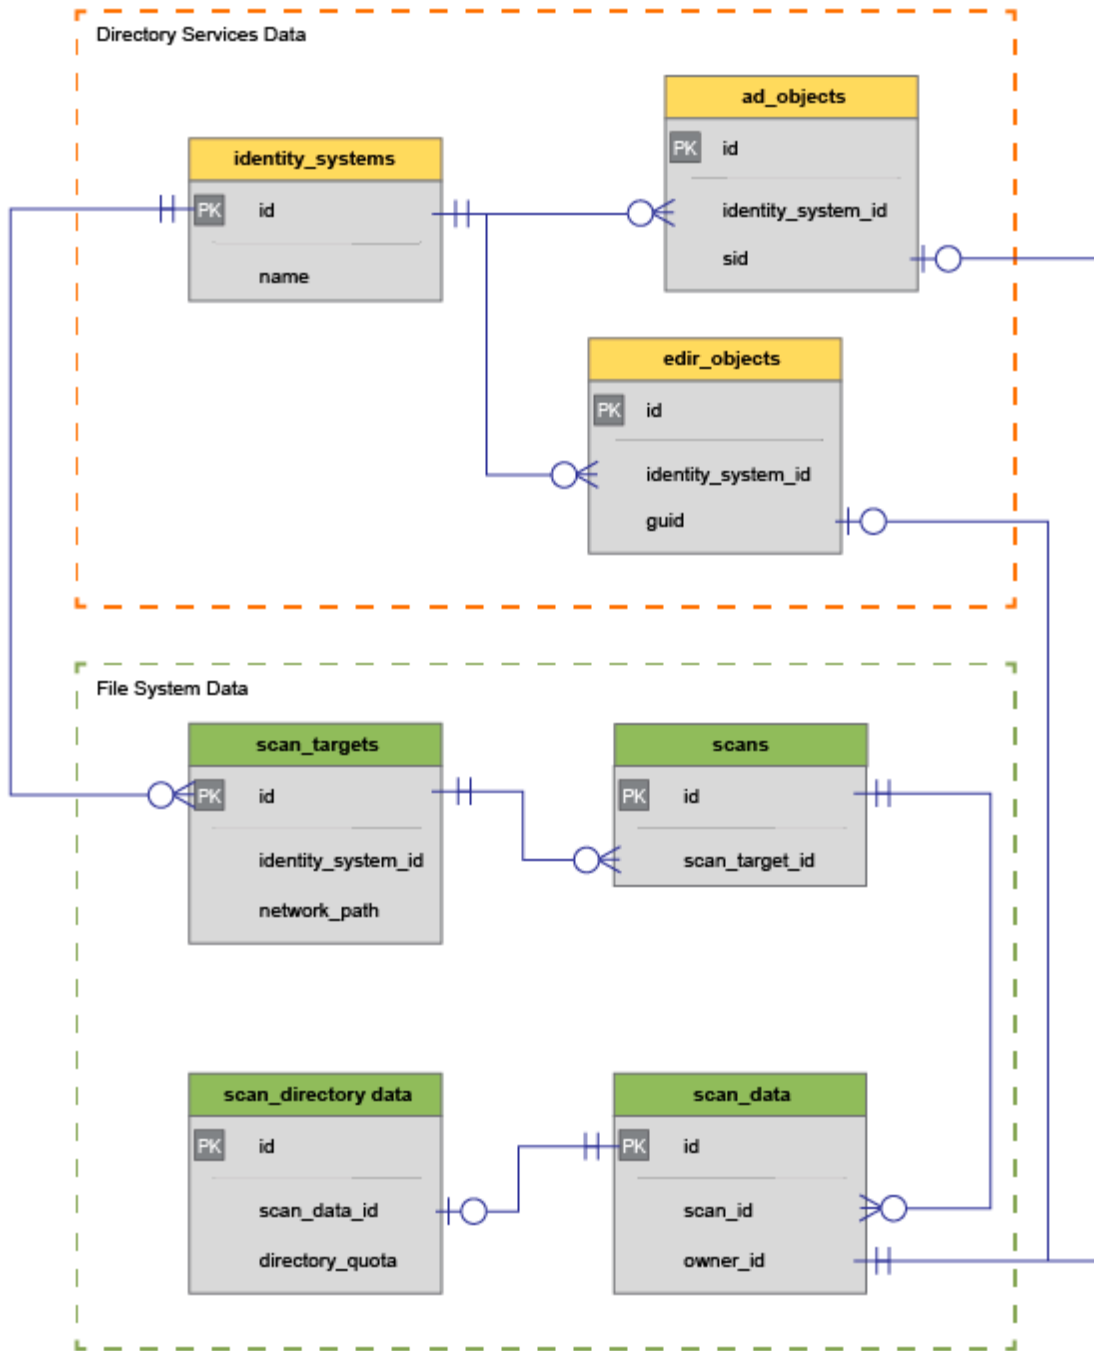 Directory Services Data
ad_objects
PK id
identity_system_id
sid
identity_systems
PK id
name
edir_objects
PK id
identity_system_id
guid
File System Data
scan_targets
PK id
identity_system_id
network_path
scans
PK id
scan_target_id
scan_directory data
PK id
scan_data_id
directory_quota
scan_data
PK id
scan_id
owner_id